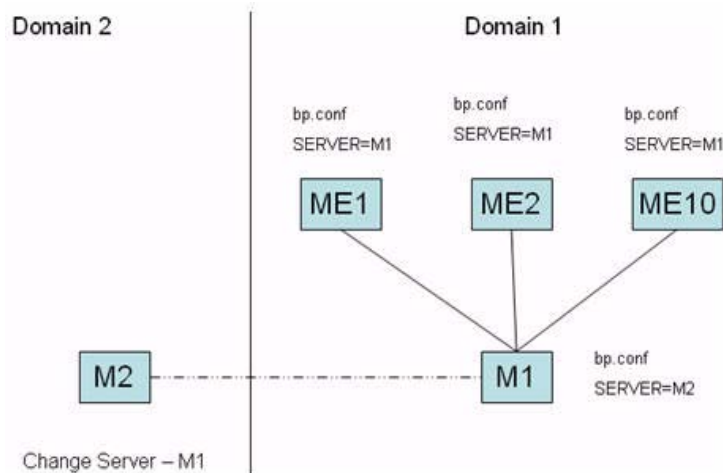 Domain 2
Domain 1
bp.conf
SERVER=M1
bp.conf
SERVER=M1
bp.conf
SERVER=M1
ME1
ME2
ME10
M2
M1
bp.conf
SERVER=M2
Change Server – M1